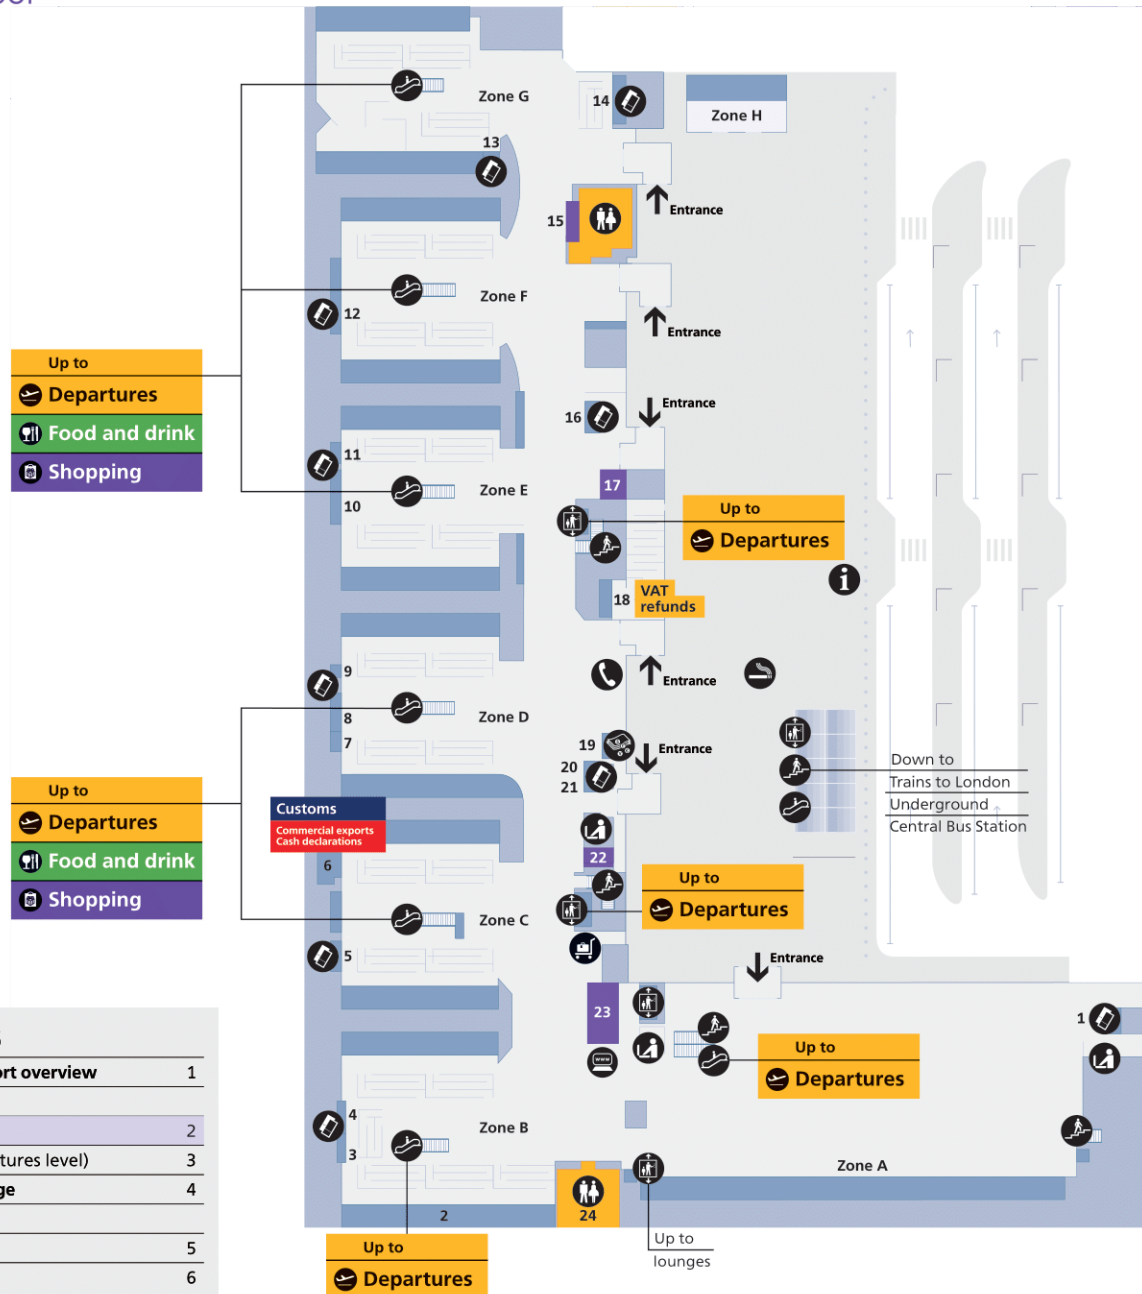 Zone G
14
Zone H
13
15
Entrance
Zone F
12
Entrance
Up to
Departures
Food and drink
Shopping
Entrance
16
11
Zone E
10
17
Up to
Departures
i
18
VAT
refunds
9
Entrance
Zone D
8
7
19
Entrance
20
21
Down to
Trains to London
Underground
Central Bus Station
Up to
Departures
Food and drink
Shopping
Customs
Commercial exports
Cash declarations
6
22
Up to
Departures
Zone C
5
Entrance
23
www
1
Up to
Departures
4
Zone B
3
Zone A
2
24
Up to
lounges
Up to
Departures
ort overview 1
2
tures level) 3
ge 4
5
6